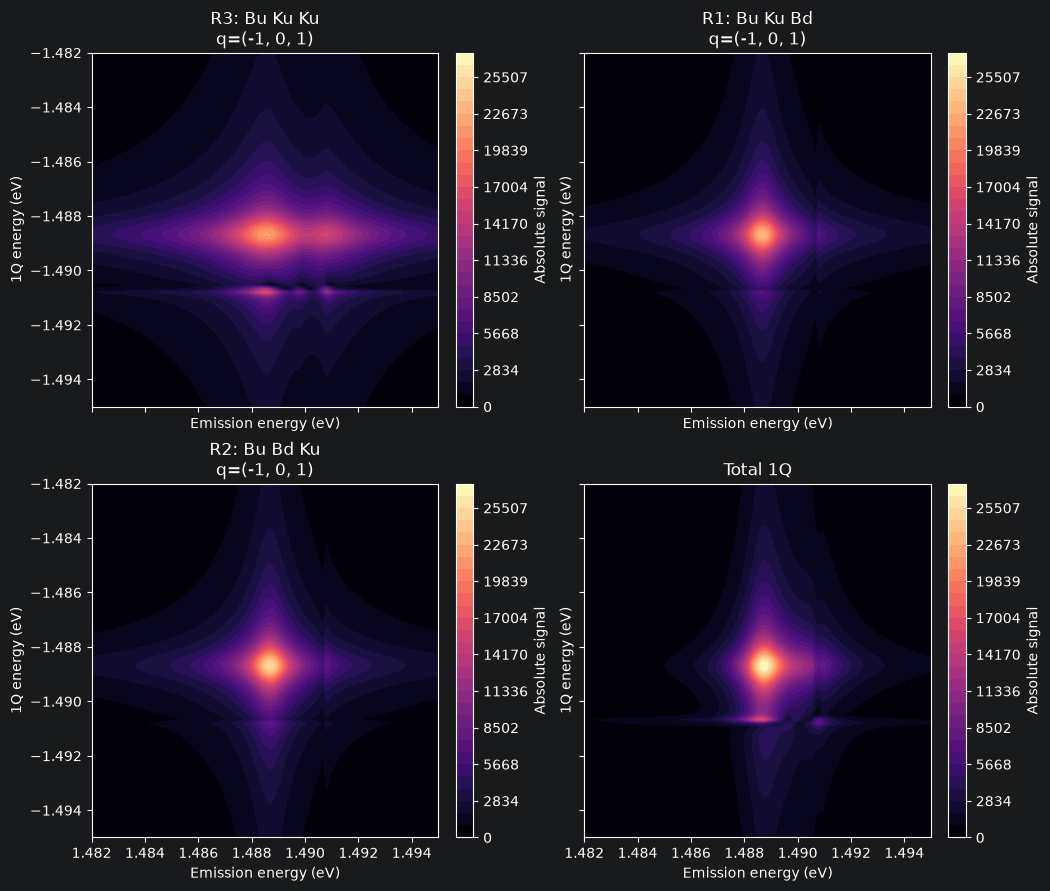 R3: Bu Ku Ku
q=(-1, 0, 1)
R1: Bu Ku Bd
q=(-1, 0, 1)
−1.482
−1.484
−1.486
−1.488
−1.490
−1.492
−1.494
1Q energy (eV)
Emission energy (eV)
25507
22673
19839
17004
14170
11336
8502
5668
2834
0
Absolute signal
1Q energy (eV)
Emission energy (eV)
25507
22673
19839
17004
14170
11336
8502
5668
2834
0
Absolute signal
R2: Bu Bd Ku
q=(-1, 0, 1)
Total 1Q
−1.482
−1.484
−1.486
−1.488
−1.490
−1.492
−1.494
1Q energy (eV)
1.482 1.484 1.486 1.488 1.490 1.492 1.494
Emission energy (eV)
25507
22673
19839
17004
14170
11336
8502
5668
2834
0
Absolute signal
1Q energy (eV)
1.482 1.484 1.486 1.488 1.490 1.492 1.494
Emission energy (eV)
25507
22673
19839
17004
14170
11336
8502
5668
2834
0
Absolute signal